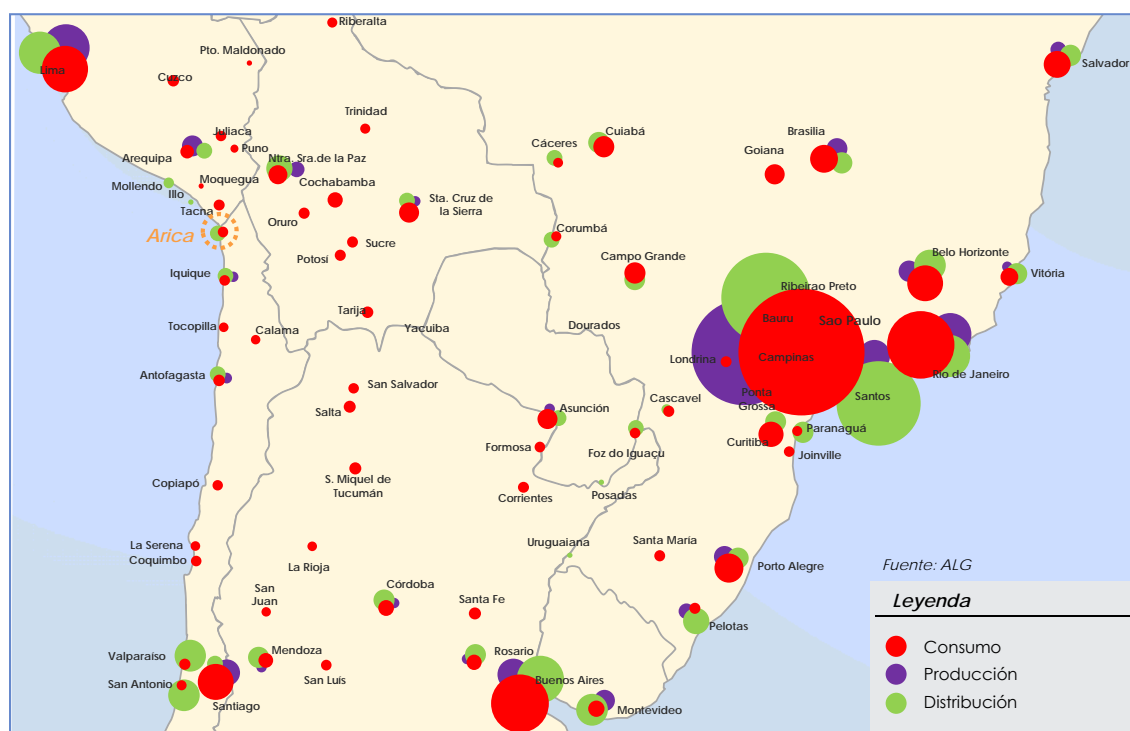 Riberalta
Pto. Maldonado
Salvador
Lima
Cuzco
Trinidad
Juliaca
Puno
Arequipa
Cuiabá
Brasilia
Cáceres
Goiana
Ntra. Sra.de la Paz
Mollendo
Moquegua
Illo
Cochabamba
Sta. Cruz de
la Sierra
Tacna
Oruro
Arica
Corumbá
Sucre
Potosí
Campo Grande
Belo Horizonte
Iquique
Vitória
Ribeirao Preto
Tarija
Yacuiba
Dourados
Bauru
Sao Paulo
Tocopilla
Calama
Londrina
Campinas
Rio de Janeiro
Antofagasta
San Salvador
Salta
Cascavel
Ponta
Grossa
Santos
Asunción
Paranaguá
Curitiba
Formosa
Foz do Iguaçu
Joinville
S. Miquel de
Tucumán
Copiapó
Corrientes
Posadas
La Serena
Coquimbo
La Rioja
Uruguaiana
Santa María
Porto Alegre
Fuente: ALG
San
Juan
Córdoba
Santa Fe
Pelotas
Valparaíso
Mendoza
San Luís
Rosario
San Antonio
Santiago
Buenos Aires
Montevideo
Leyenda
Consumo
Producción
Distribución